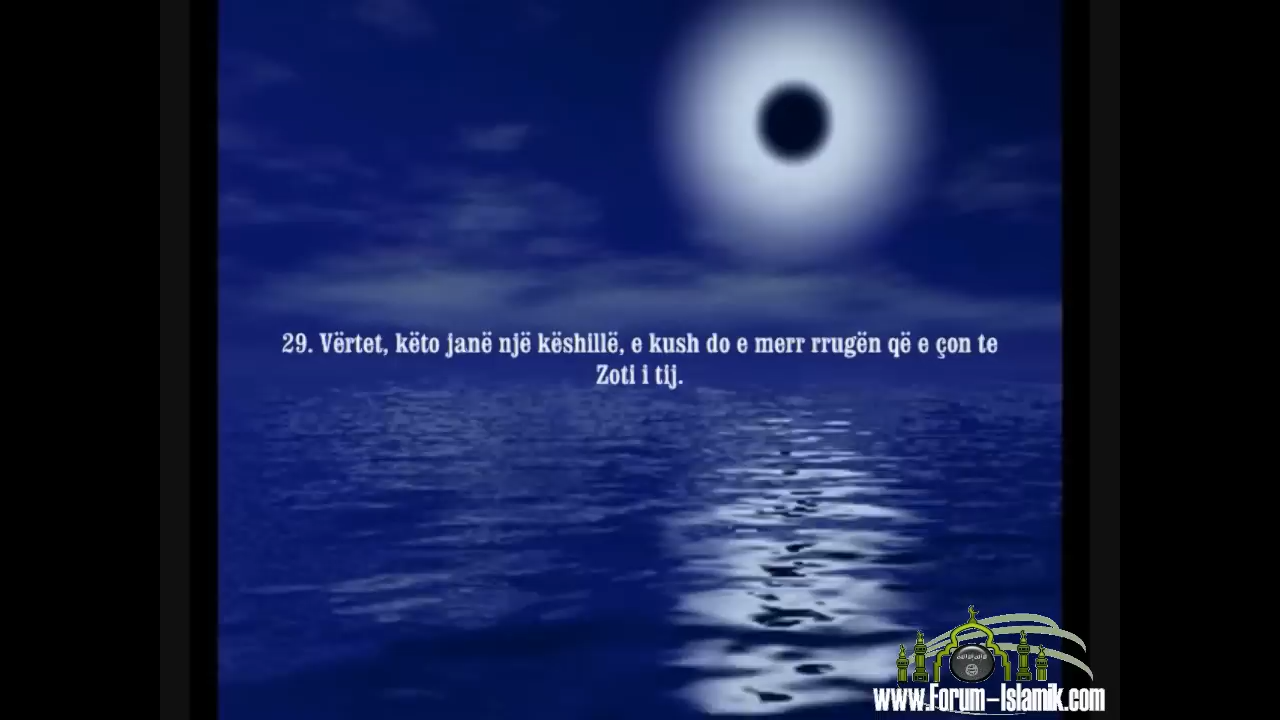 29. Vërtet, këto janë një këshillë, e kush do e merr rrugën që e çon te
Zoti i tij.
www.Forum-Islamik.com